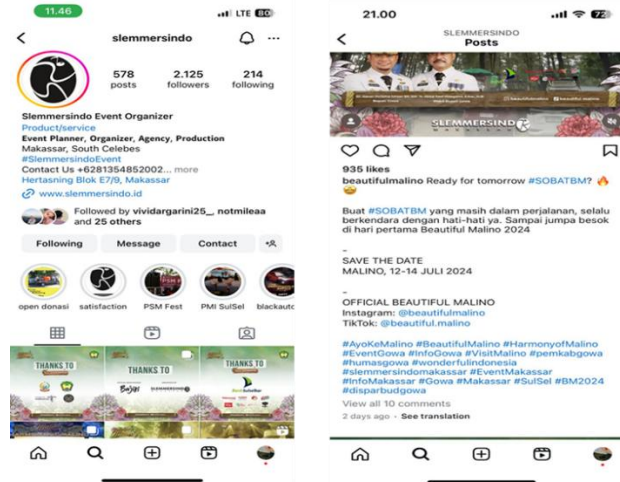 11.46
LTE 80
slemmersindo
578
posts
2.125
followers
214
following
Slemmersindo Event Organizer
Product/service
Event Planner, Organizer, Agency, Production
Makassar, South Celebes
#SlemmersindoEvent
Contact Us +6281354852002... more
Hertasning Blok E7/9, Makassar
www.slemmersindo.id
Followed by vividargarini25_, notmileaa
and 25 others
Following
Message
Contact
open donasi
satisfaction
PSM Fest
PMI SulSel
blackauto
THANKS TO
THANKS TO
THANKS TO
21.00
72
SLEMMERSINDO
Posts
beautifulmalino
beautiful.malino
SLEMMERSINDO
935 likes
beautifulmalino Ready for tomorrow #SOBATBM? 🔥
🤩
Buat #SOBATBM yang masih dalam perjalanan, selalu
berkendara dengan hati-hati ya. Sampai jumpa besok
di hari pertama Beautiful Malino 2024
-
SAVE THE DATE
MALINO, 12-14 JULI 2024
-
OFFICIAL BEAUTIFUL MALINO
Instagram: @beautifulmalino
TikTok: @beautiful.malino
#AyoKeMalino #BeautifulMalino #HarmonyofMalino
#EventGowa #InfoGowa #VisitMalino #pemkabgowa
#humasgowa #wonderfulindonesia
#slemmersindomakassar #EventMakassar
#InfoMakassar #Gowa #Makassar #SulSel #BM2024
#disparbudgowa
View all 10 comments
2 days ago · See translation